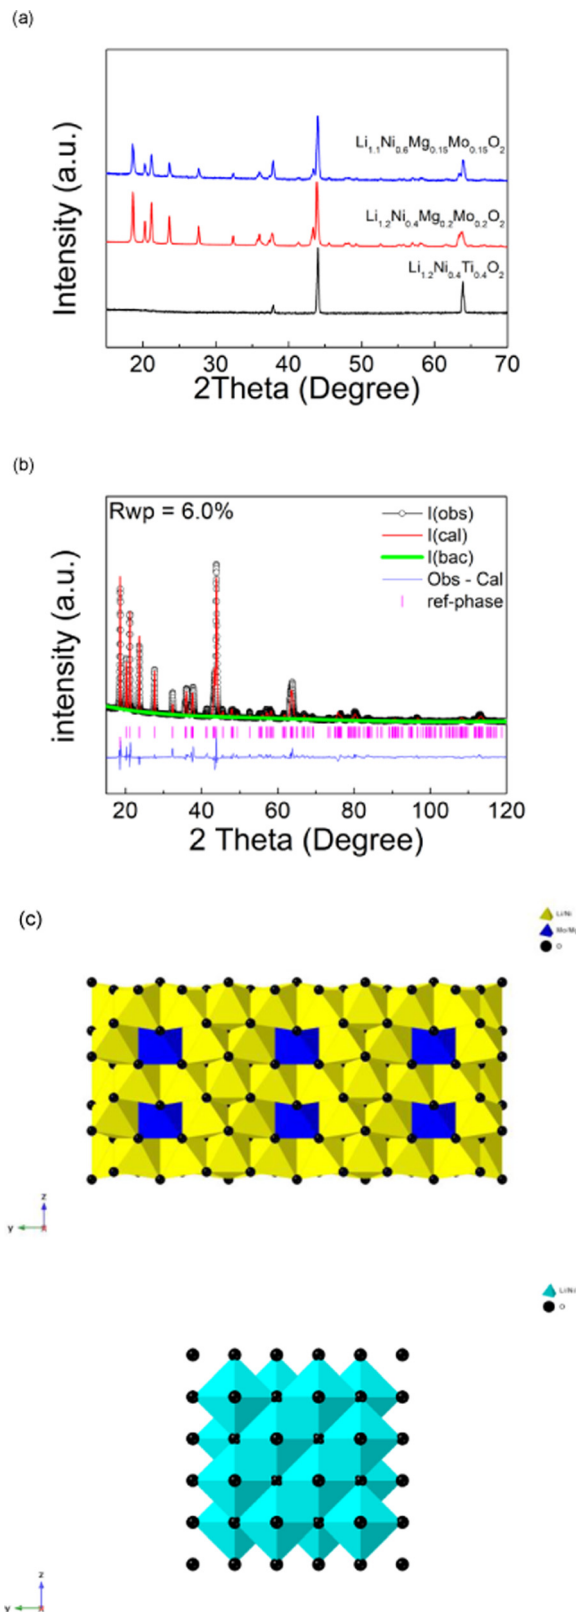 (a)
Intensity (a.u.)
Li1.1Ni0.6Mg0.15Mo0.15O2
Li1.2Ni0.4Mg0.2Mo0.2O2
Li1.2Ni0.4Ti0.4O2
20 30 40 50 60 70
2Theta (Degree)
(b)
intensity (a.u.)
Rwp = 6.0%
I(obs)
I(cal)
I(bac)
Obs - Cal
ref-phase
20 40 60 80 100 120
2 Theta (Degree)
(c)
Li/Ni
Mo/Mg
O
z
y
Li/Ni
O
z
y